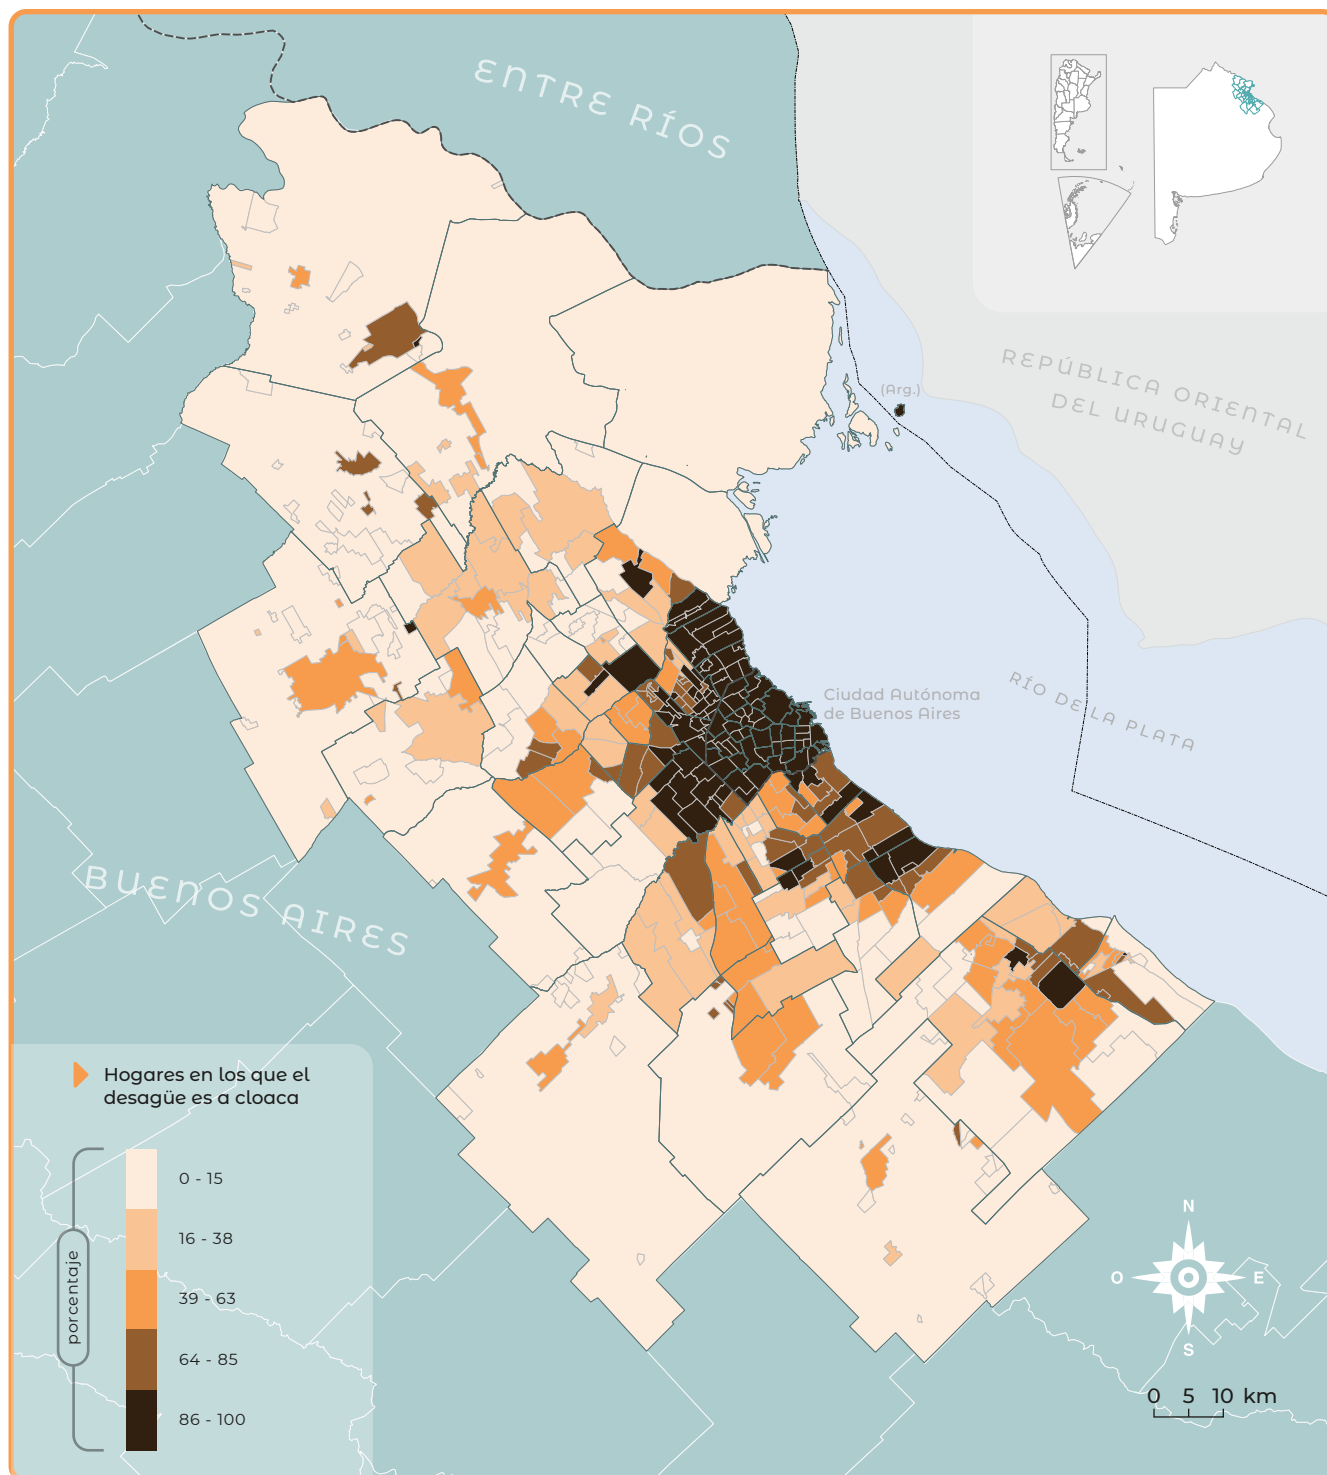 ENTRE RÍOS
(Arg.)
REPÚBLICA ORIENTAL
DEL URUGUAY
RÍO DE LA PLATA
Ciudad Autónoma
de Buenos Aires
BUENOS AIRES
Hogares en los que el
desagüe es a cloaca
porcentaje
0 - 15
16 - 38
39 - 63
64 - 85
86 - 100
N
O
E
S
0 5 10 km